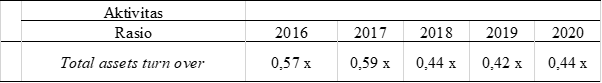 Aktivitas
Rasio 2016 2017 2018 2019 2020
Total assets turn over 0,57 x 0,59 x 0,44 x 0,42 x 0,44 x